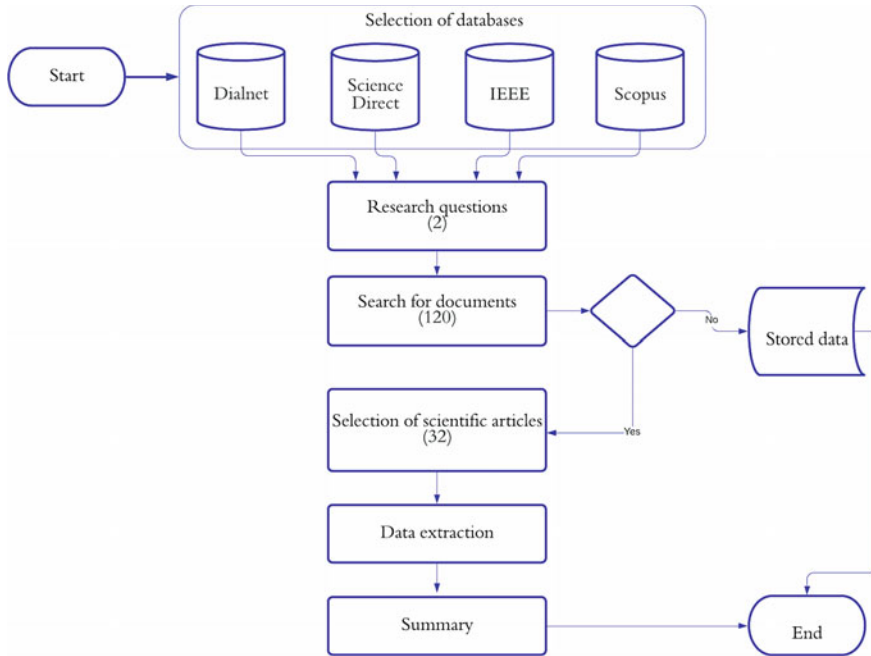 Selection of databases
Start
Dialnet
Science
Direct
IEEE
Scopus
Research questions
(2)
Search for documents
(120)
No
Stored data
Selection of scientific articles
(32)
Yes
Data extraction
Summary
End